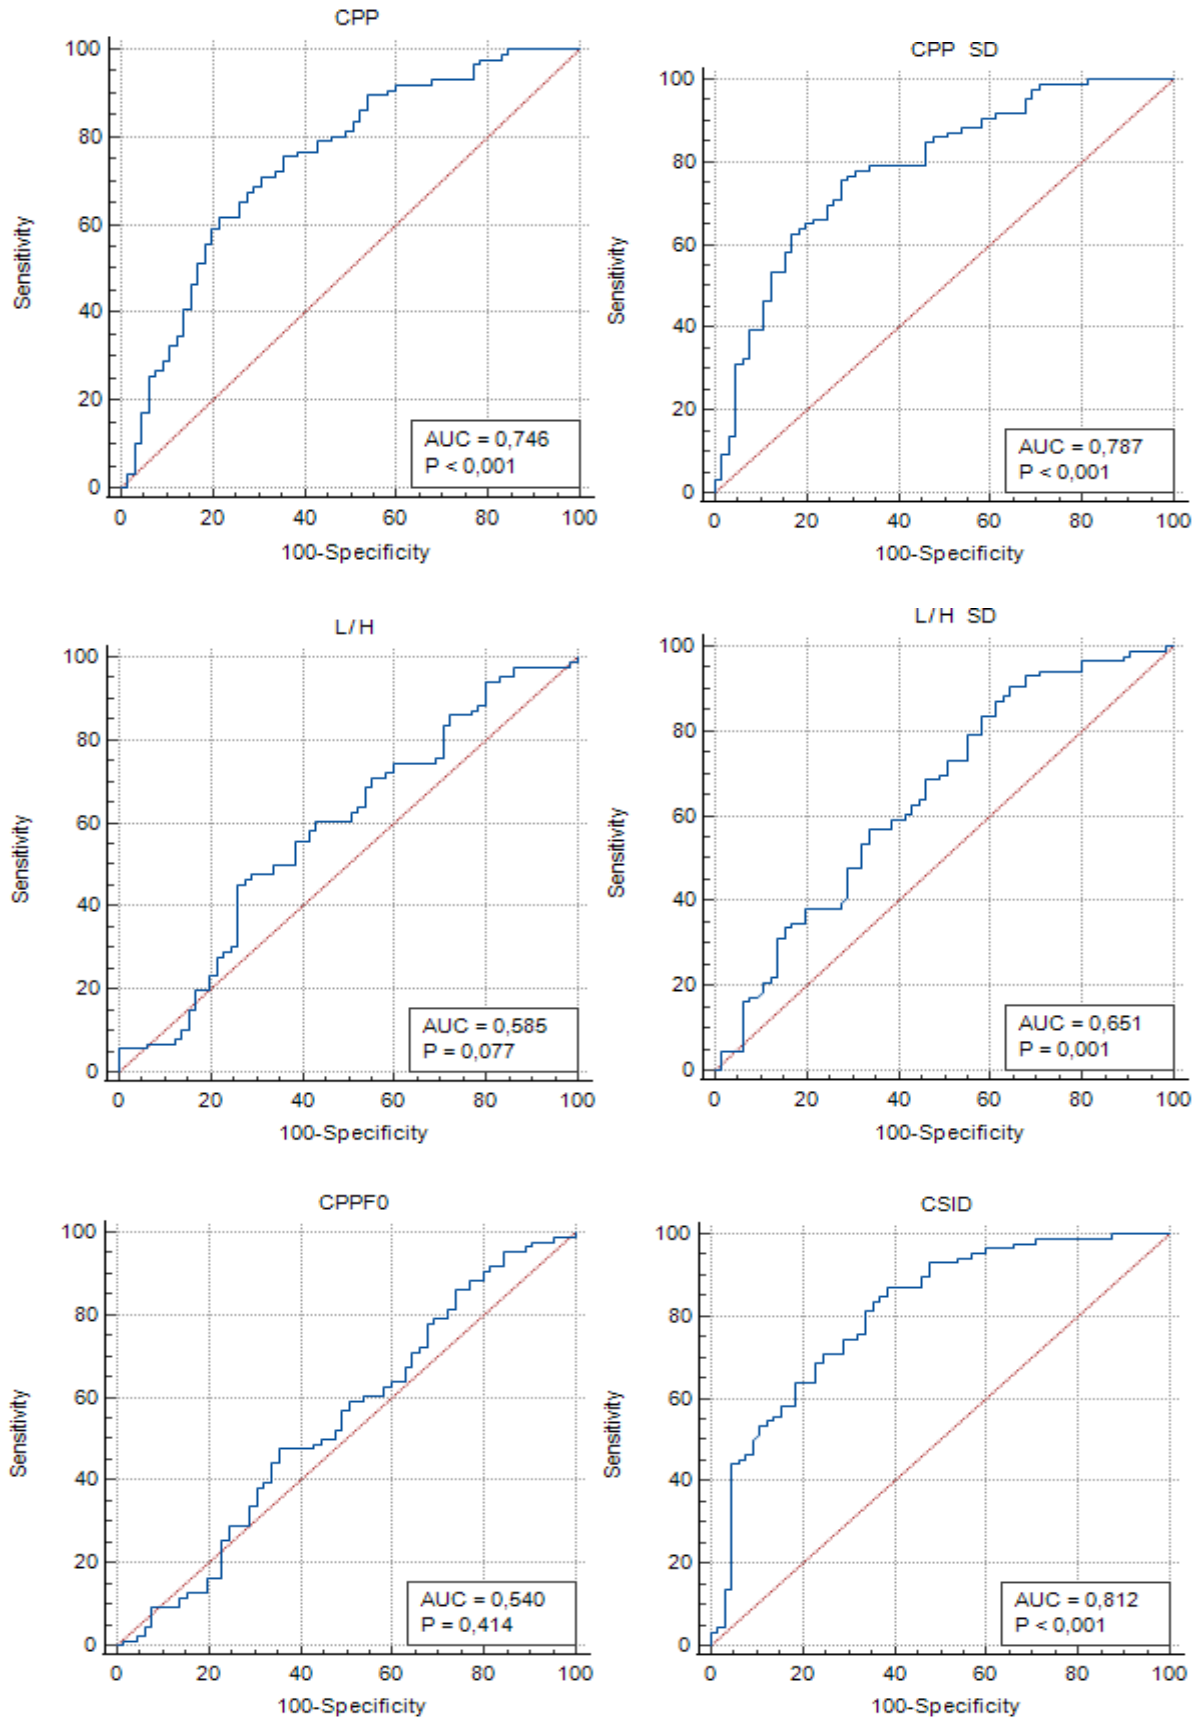 CPP
100
80
60
40
20
0
Sensitivity
AUC = 0,746
P < 0,001
0 20 40 60 80 100
100-Specificity
CPP SD
100
80
60
40
20
0
Sensitivity
AUC = 0,787
P < 0,001
0 20 40 60 80 100
100-Specificity
L/H
100
80
60
40
20
0
Sensitivity
AUC = 0,585
P = 0,077
0 20 40 60 80 100
100-Specificity
L/H SD
100
80
60
40
20
0
Sensitivity
AUC = 0,651
P = 0,001
0 20 40 60 80 100
100-Specificity
CPPF0
100
80
60
40
20
0
Sensitivity
AUC = 0,540
P = 0,414
0 20 40 60 80 100
100-Specificity
CSID
100
80
60
40
20
0
Sensitivity
AUC = 0,812
P < 0,001
0 20 40 60 80 100
100-Specificity